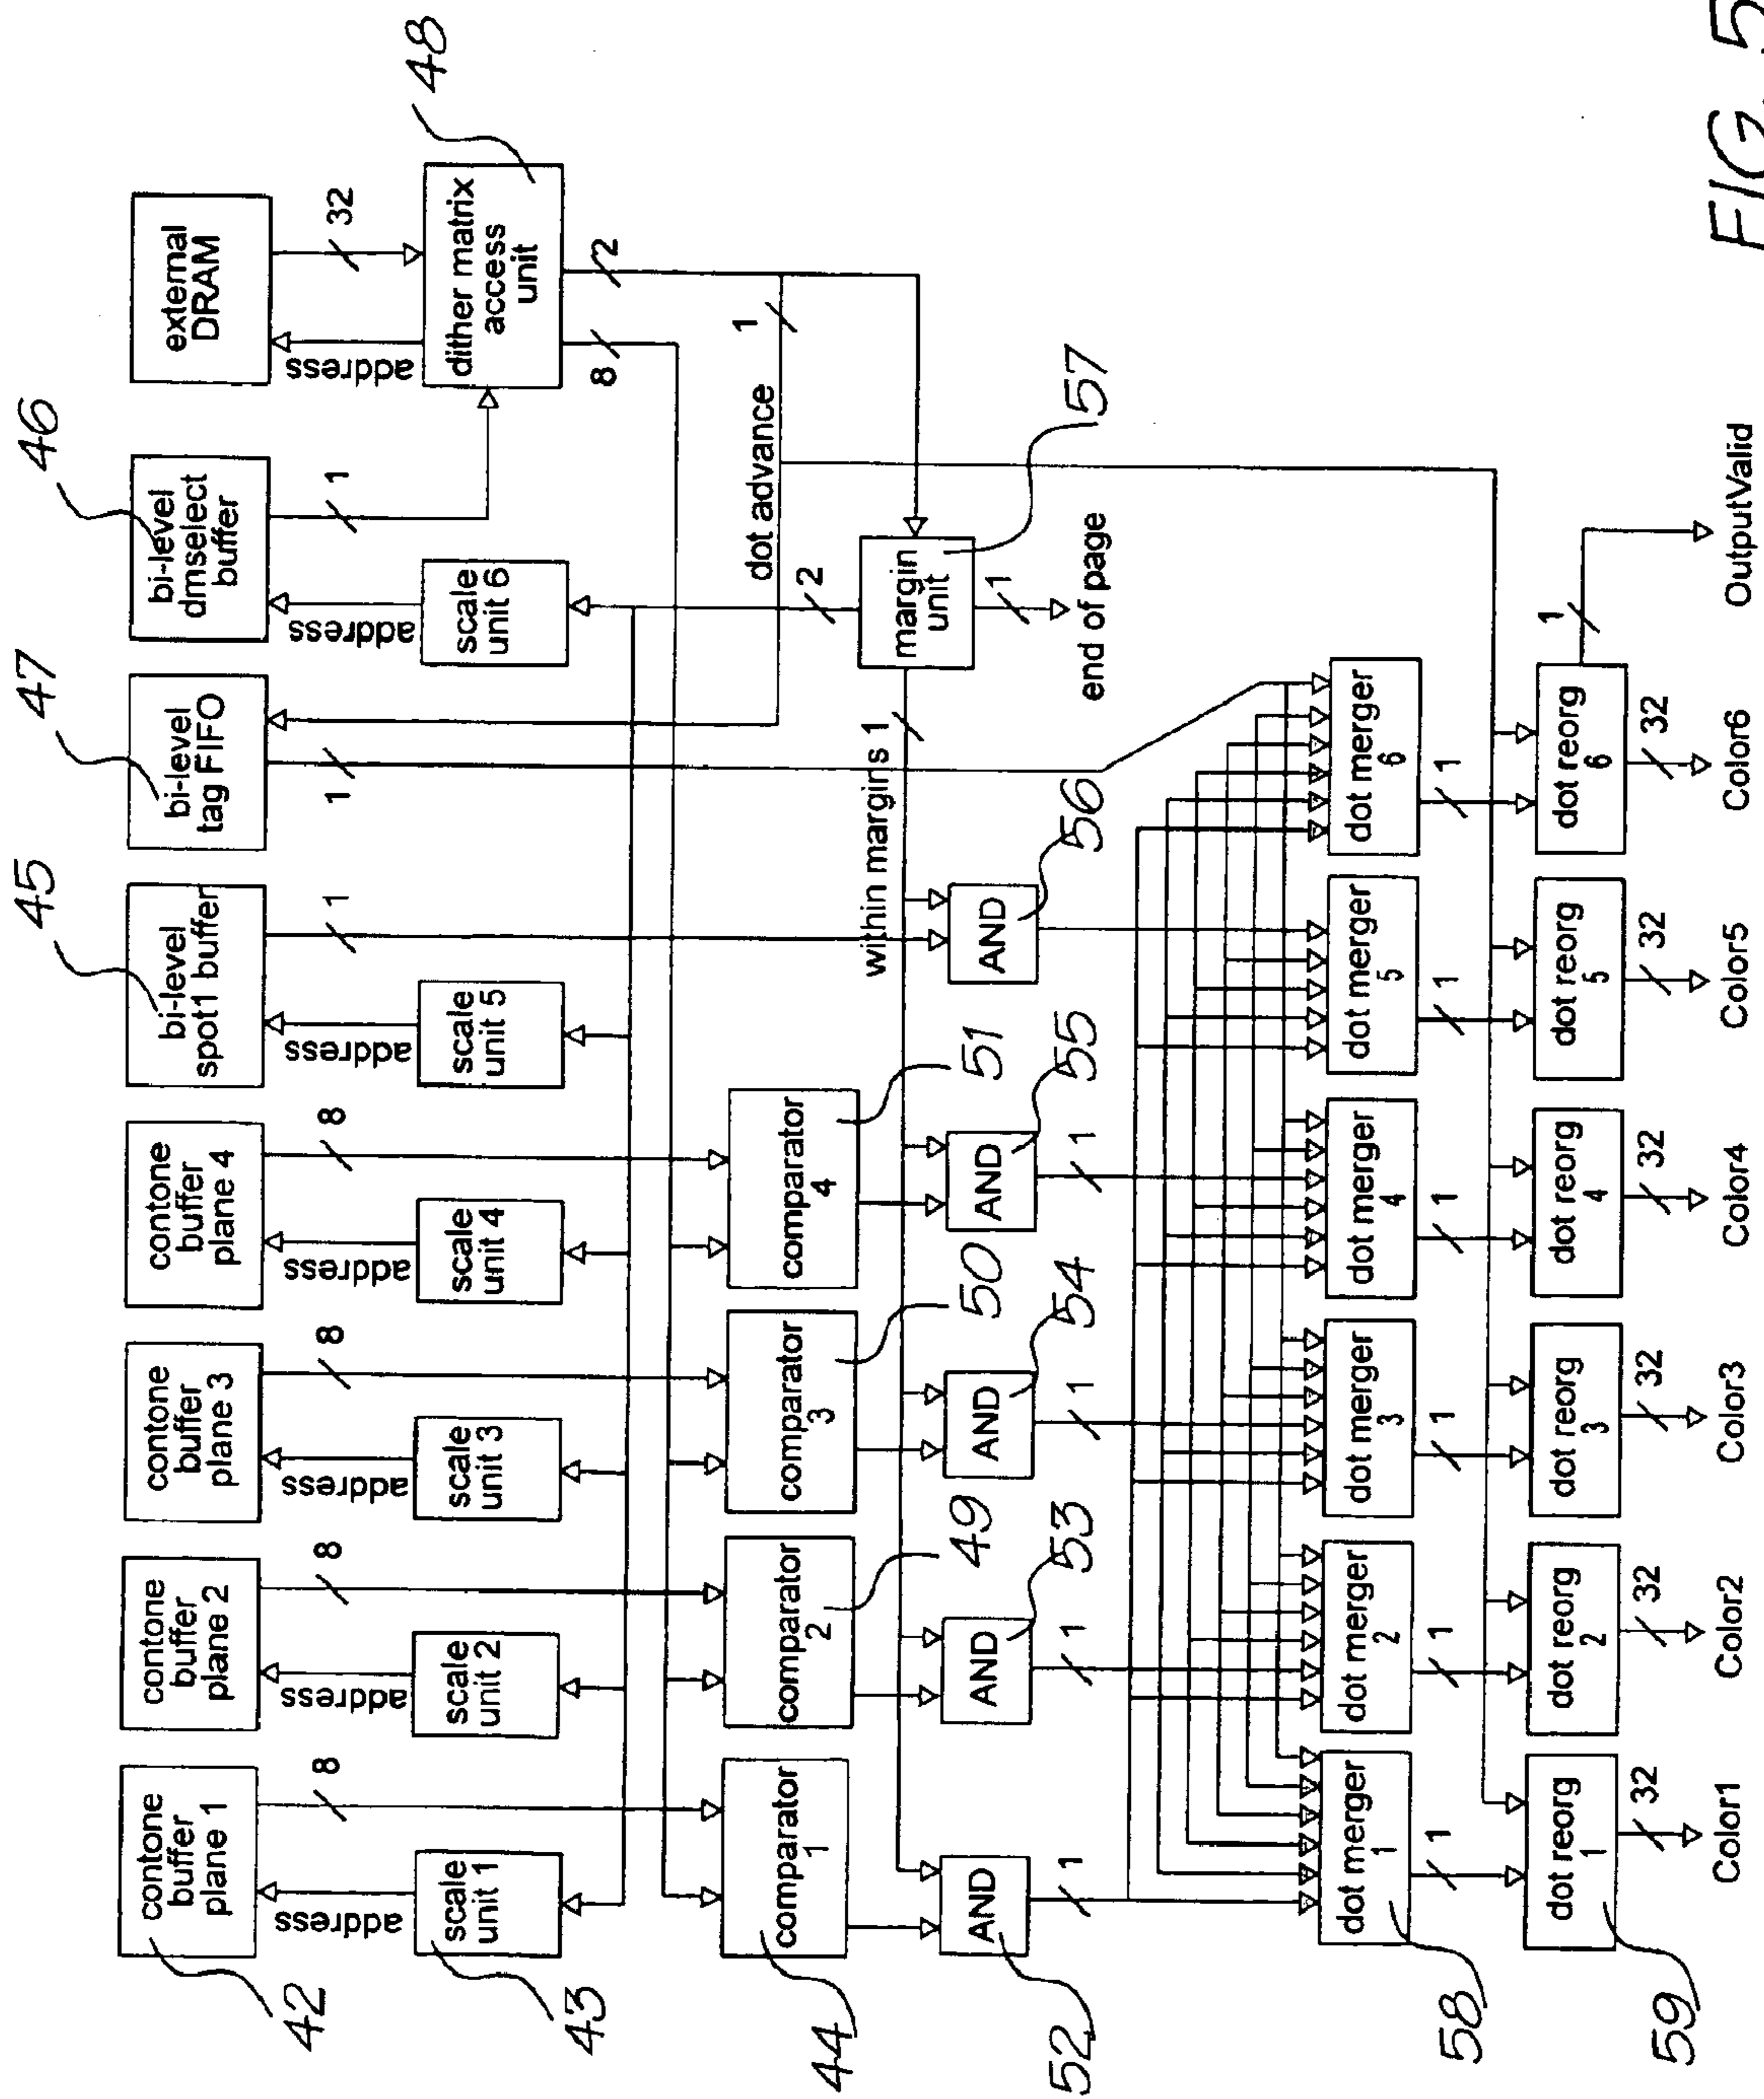 42
43
44
52
58
59
contone
buffer
plane 1
contone
buffer
plane 2
contone
buffer
plane 3
contone
buffer
plane 4
45
bi-level
spot1 buffer
47
bi-level
tag FIFO
46
bi-level
dmselect
buffer
external
DRAM
8
8
8
8
1
1
1
32
address
address
address
address
address
address
address
scale
unit 1
scale
unit 2
scale
unit 3
scale
unit 4
scale
unit 5
scale
unit 6
dither matrix
access
unit
48
8
2
comparator
1
comparator
2
comparator
3
comparator
4
49
50
51
dot advance
1
2
within margins 1
margin
unit
57
1
end of page
AND
AND
AND
AND
AND
53
54
55
56
1
1
1
1
dot merger
1
dot merger
2
dot merger
3
dot merger
4
dot merger
5
dot merger
6
1
1
1
1
1
1
dot reorg
1
dot reorg
2
dot reorg
3
dot reorg
4
dot reorg
5
dot reorg
6
32
32
32
32
32
32
1
Color1
Color2
Color3
Color4
Color5
Color6
OutputValid
FIG. 5